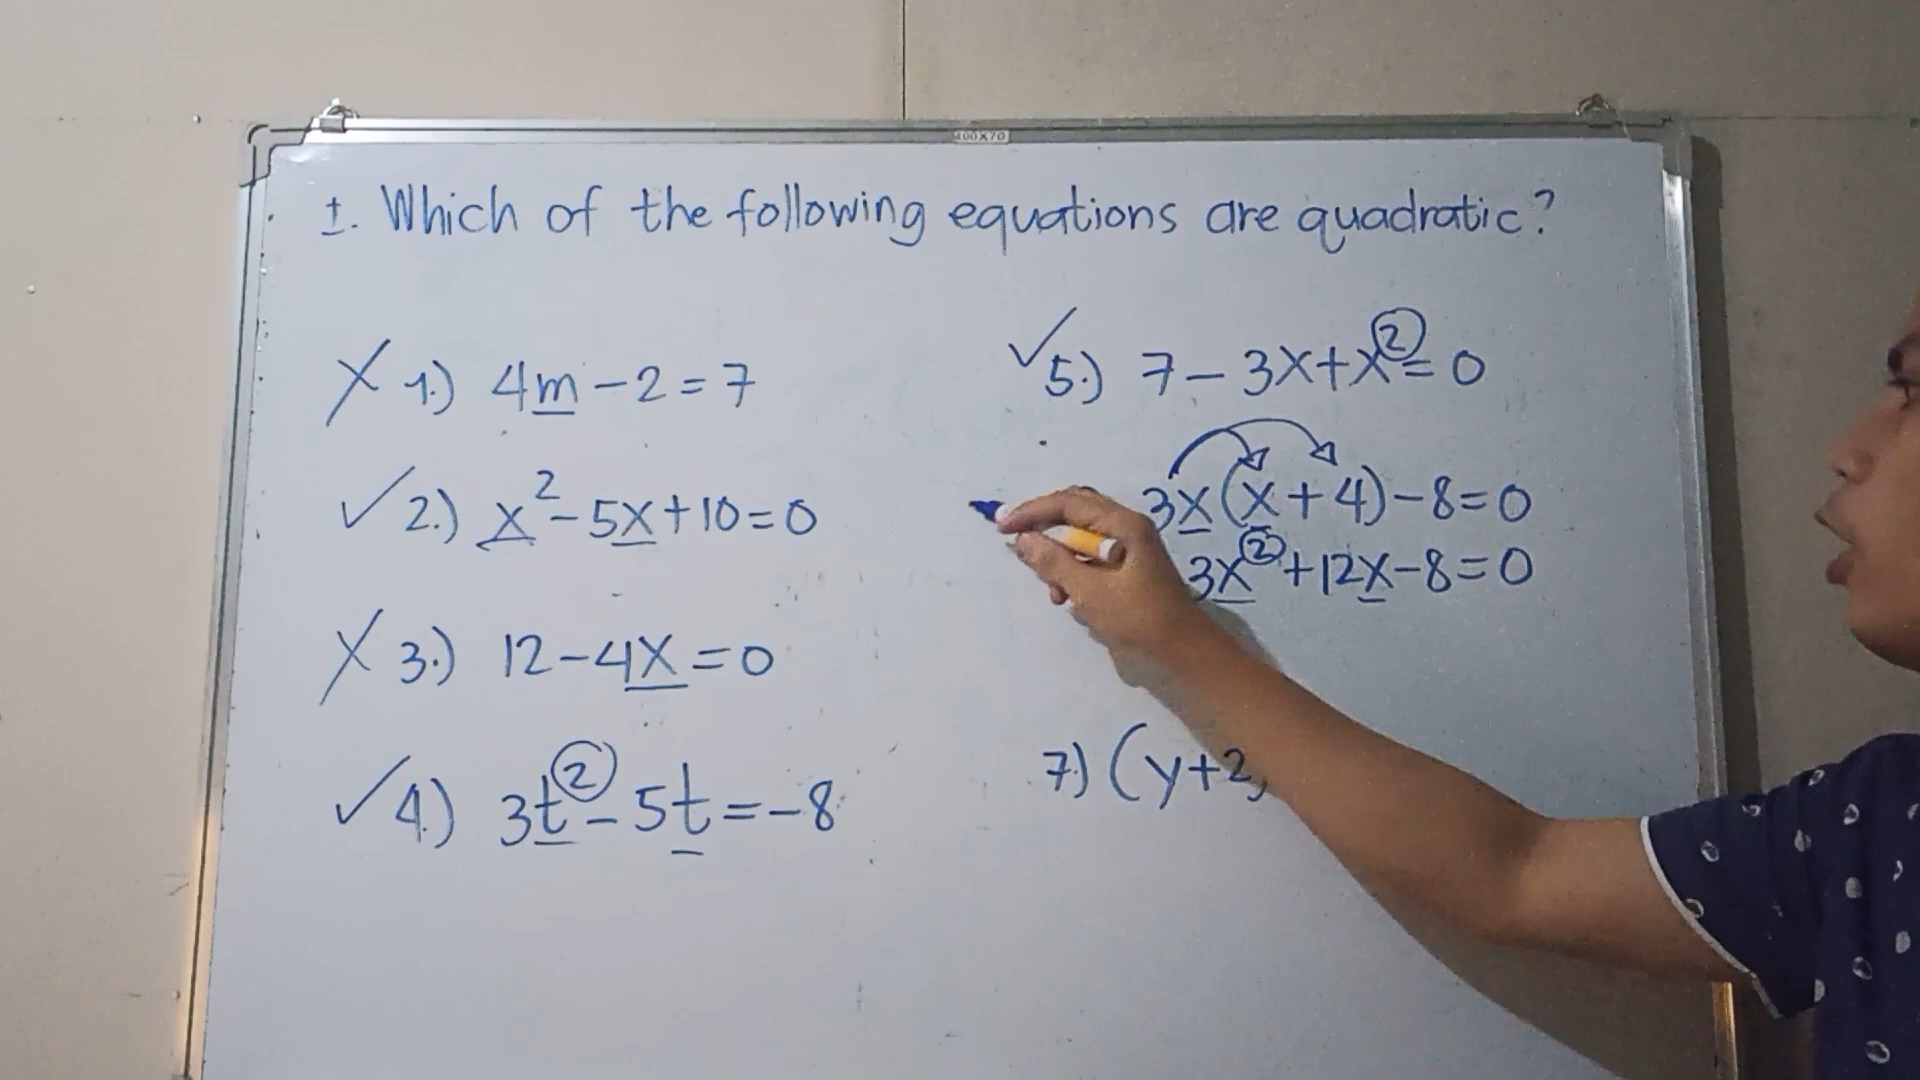 100X70
I. Which of the following equations are quadratic?
X 1.) 4m - 2 = 7
✓ 2.) x² - 5x + 10 = 0
X 3.) 12 - 4x = 0
✓ 4.) 3t² - 5t = -8
✓ 5.) 7 - 3x + x² = 0
3x(x + 4) - 8 = 0
3x² + 12x - 8 = 0
7.) (y + 2